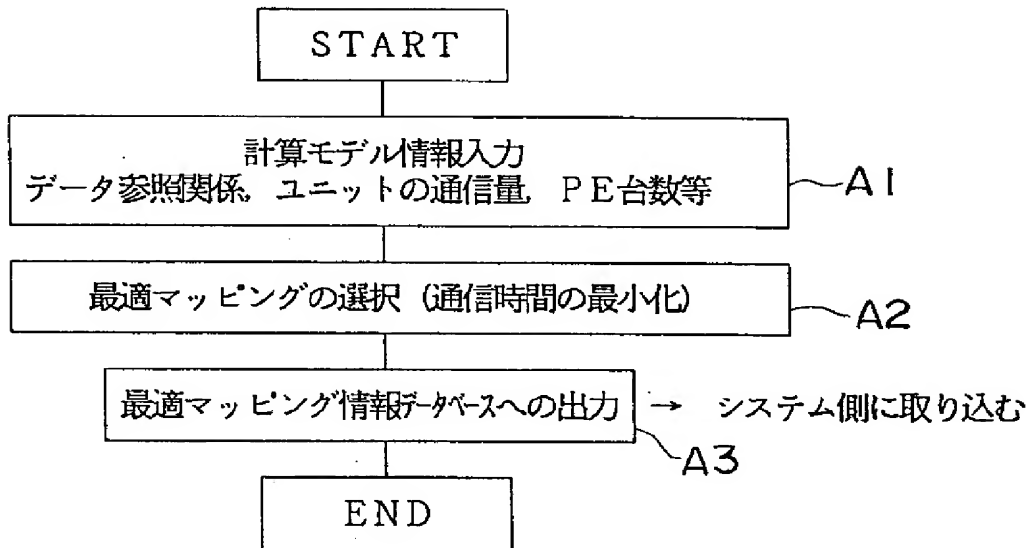 START
計算モデル情報入力
データ参照関係, ユニットの通信量, PE台数等
A1
最適マッピングの選択 (通信時間の最小化)
A2
最適マッピング情報データベースへの出力 → システム側に取り込む
A3
END